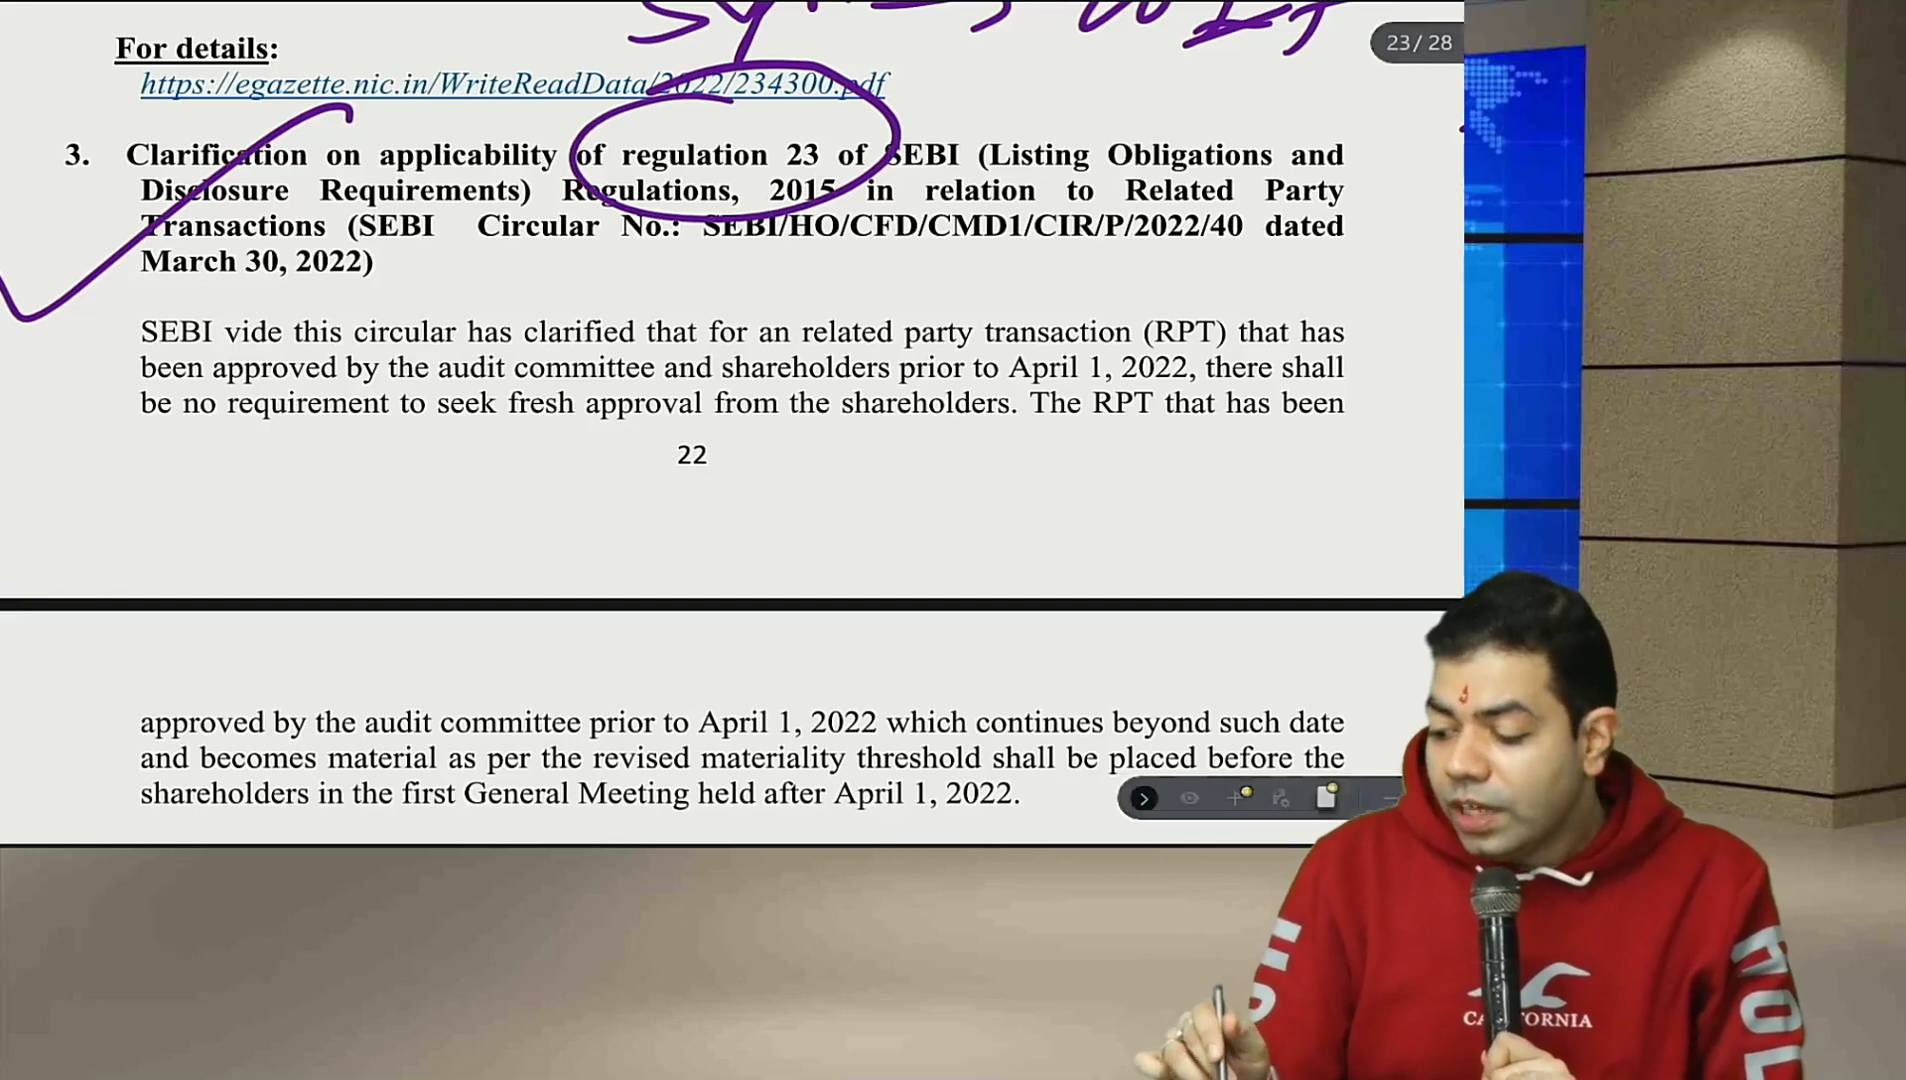 23 / 28
For details:
https://egazette.nic.in/WriteReadData/2022/234300.pdf
3. Clarification on applicability of regulation 23 of SEBI (Listing Obligations and
Disclosure Requirements) Regulations, 2015 in relation to Related Party
Transactions (SEBI Circular No.: SEBI/HO/CFD/CMD1/CIR/P/2022/40 dated
March 30, 2022)
SEBI vide this circular has clarified that for an related party transaction (RPT) that has
been approved by the audit committee and shareholders prior to April 1, 2022, there shall
be no requirement to seek fresh approval from the shareholders. The RPT that has been
22
approved by the audit committee prior to April 1, 2022 which continues beyond such date
and becomes material as per the revised materiality threshold shall be placed before the
shareholders in the first General Meeting held after April 1, 2022.